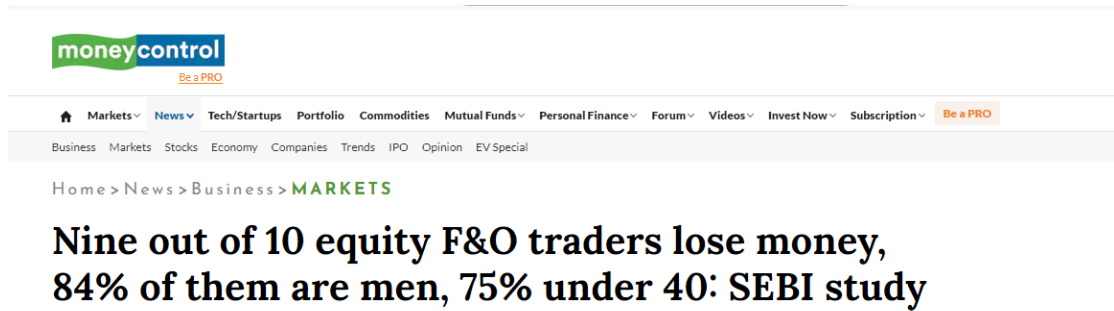 moneycontrol
Be a PRO
Markets News Tech/Startups Portfolio Commodities Mutual Funds Personal Finance Forum Videos Invest Now Subscription Be a PRO
Business Markets Stocks Economy Companies Trends IPO Opinion EV Special
Home > News > Business > MARKETS
Nine out of 10 equity F&O traders lose money,
84% of them are men, 75% under 40: SEBI study